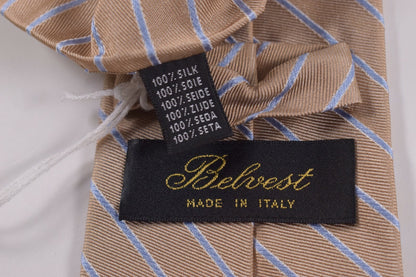 100% SILK
100% SOIE
100% SEIDE
100% ZIJDE
100% SEDA
100% SETA
Belvest
MADE IN ITALY